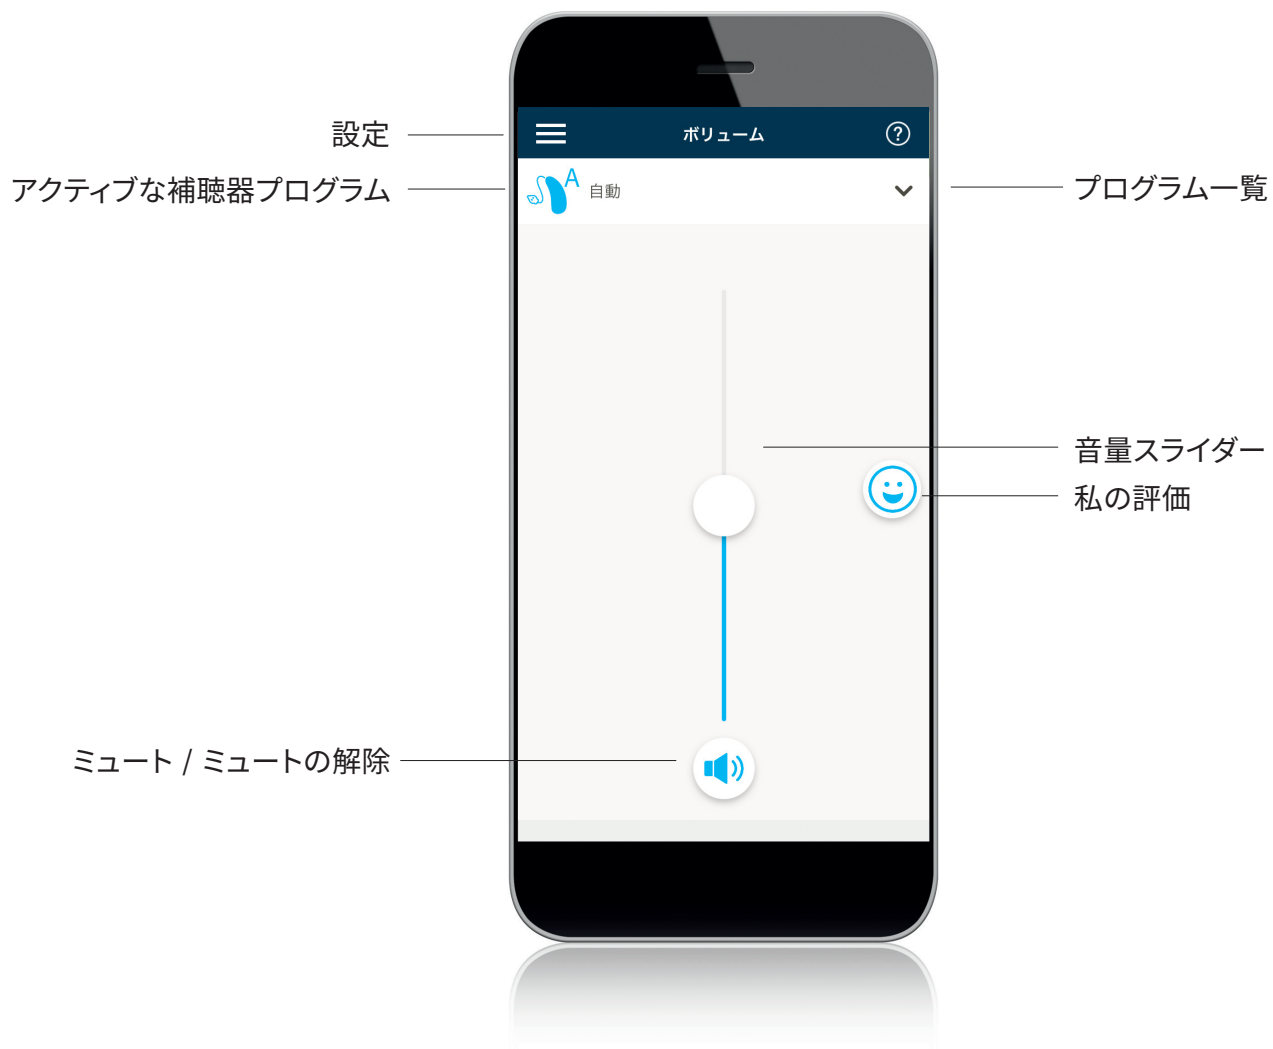 設定
ボリューム
?
アクティブな補聴器プログラム
A
自動
プログラム一覧
音量スライダー
私の評価
ミュート / ミュートの解除